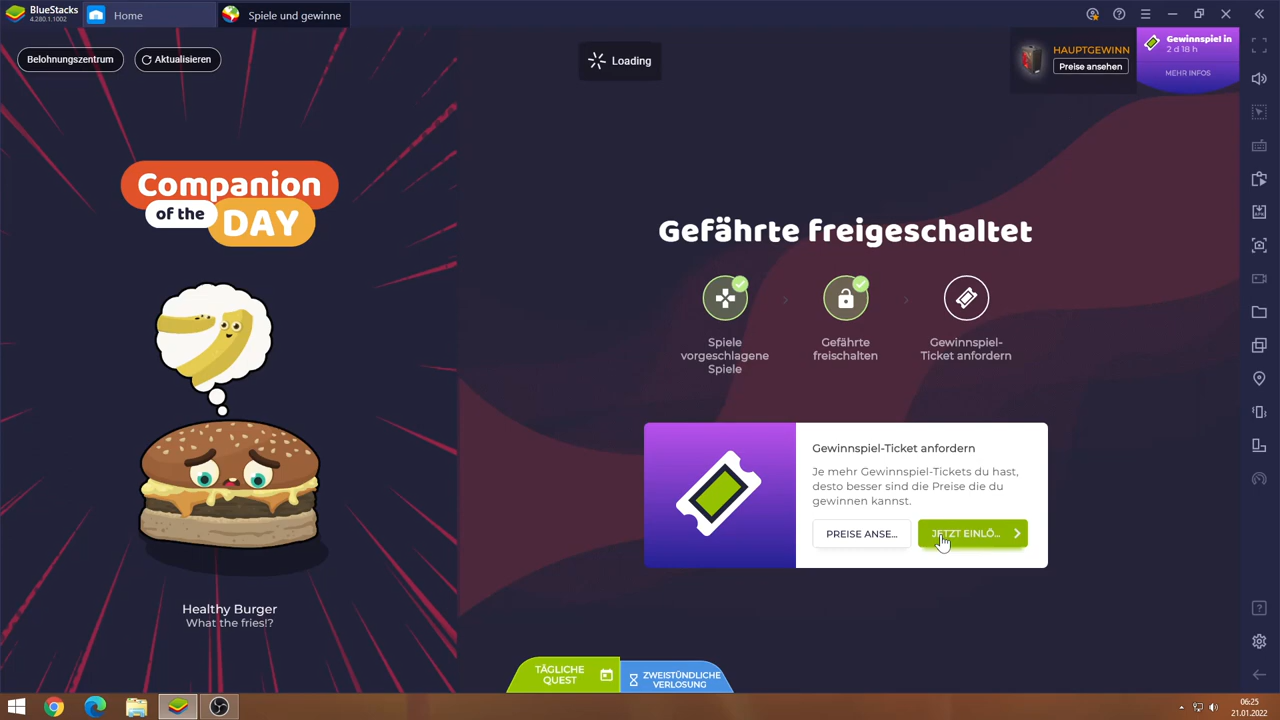 BlueStacks
4.280.1.1002
Home
Spiele und gewinne
Belohnungszentrum
Aktualisieren
Loading
HAUPTGEWINN
Preise ansehen
Gewinnspiel in
2 d 18 h
MEHR INFOS
Companion
of the
DAY
Healthy Burger
What the fries!?
Gefährte freigeschaltet
Spiele
vorgeschlagene
Spiele
Gefährte
freischalten
Gewinnspiel-
Ticket anfordern
Gewinnspiel-Ticket anfordern
Je mehr Gewinnspiel-Tickets du hast,
desto besser sind die Preise die du
gewinnen kannst.
PREISE ANSE...
JETZT EINLÖ...
TÄGLICHE
QUEST
ZWEISTÜNDLICHE
VERLOSUNG
06:25
21.01.2022